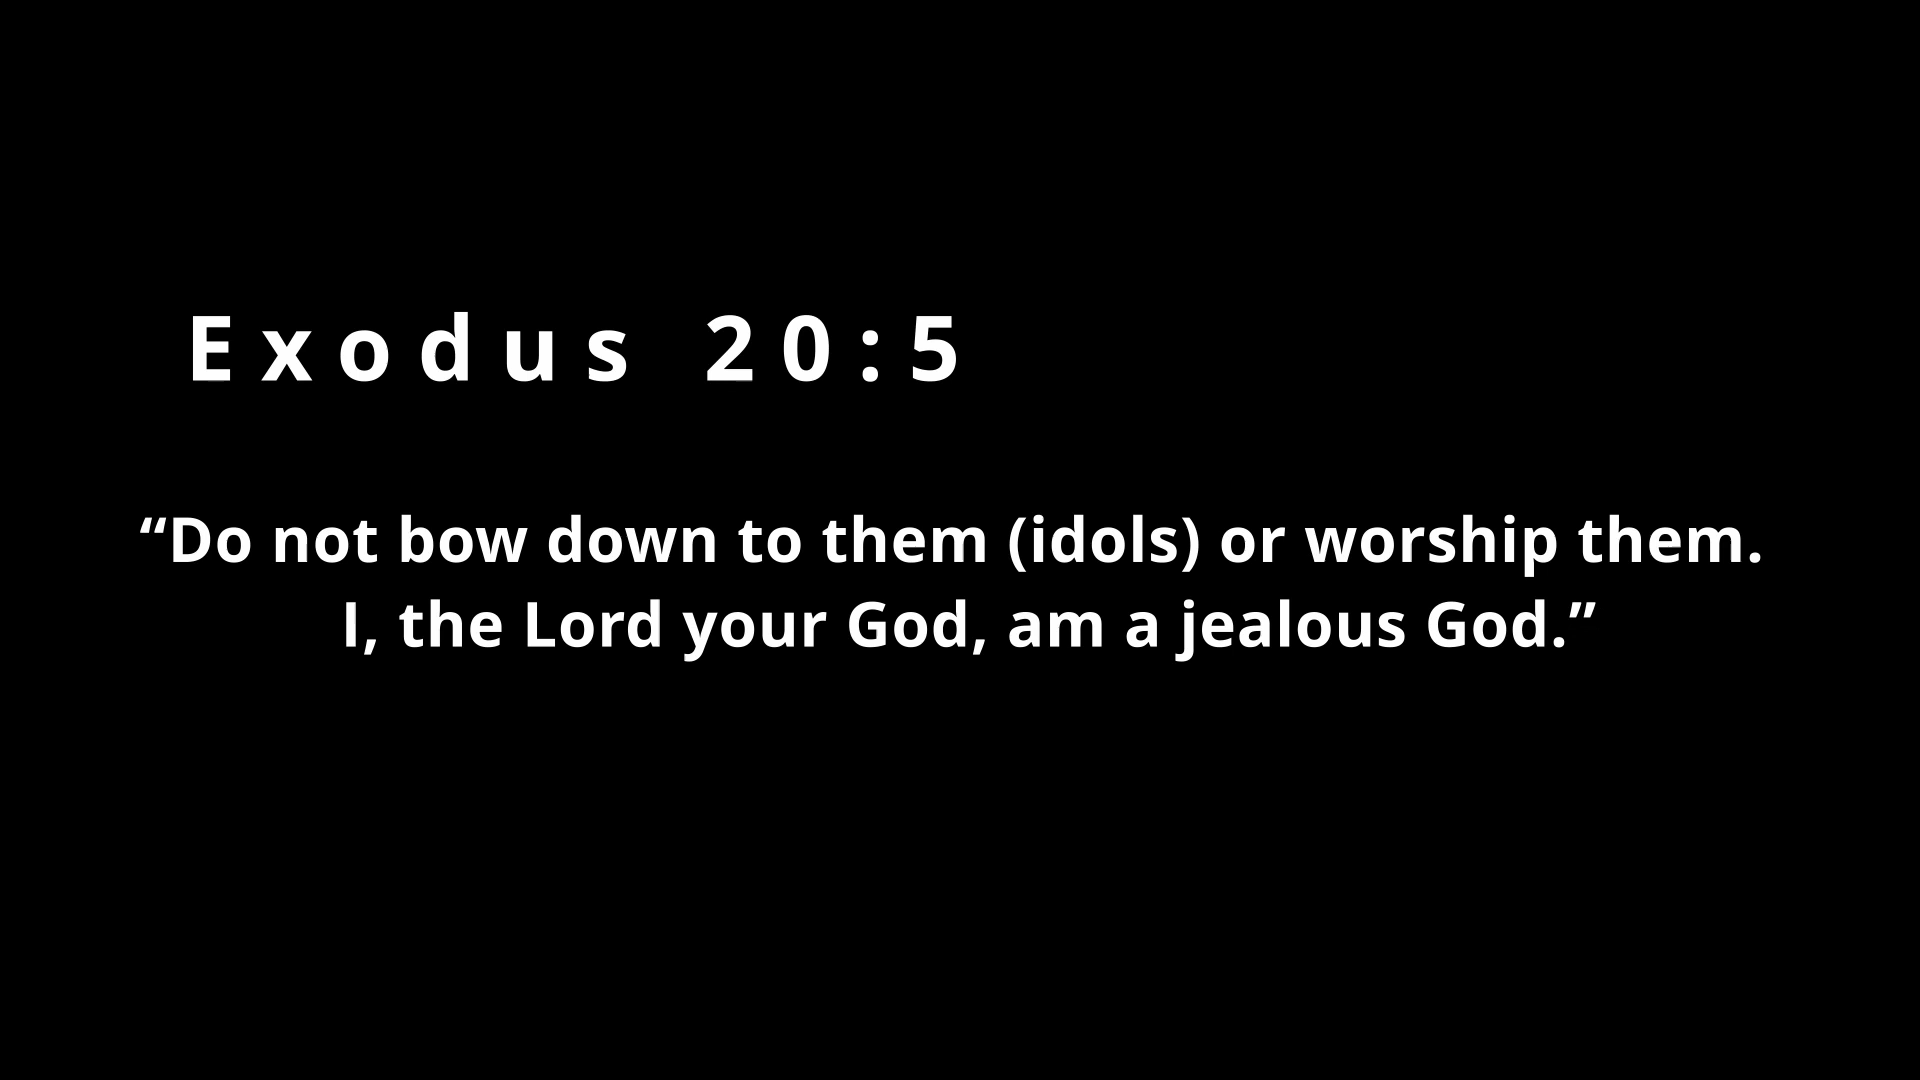 Exodus 20:5
“Do not bow down to them (idols) or worship them.
I, the Lord your God, am a jealous God.”